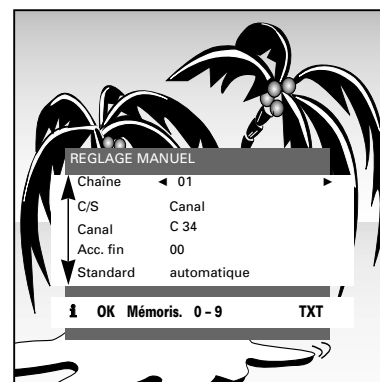 REGLAGE MANUEL
Chaîne ◄ 01 ►
C/S Canal
Canal C 34
Acc. fin 00
Standard automatique
i OK Mémoris. 0 – 9 TXT